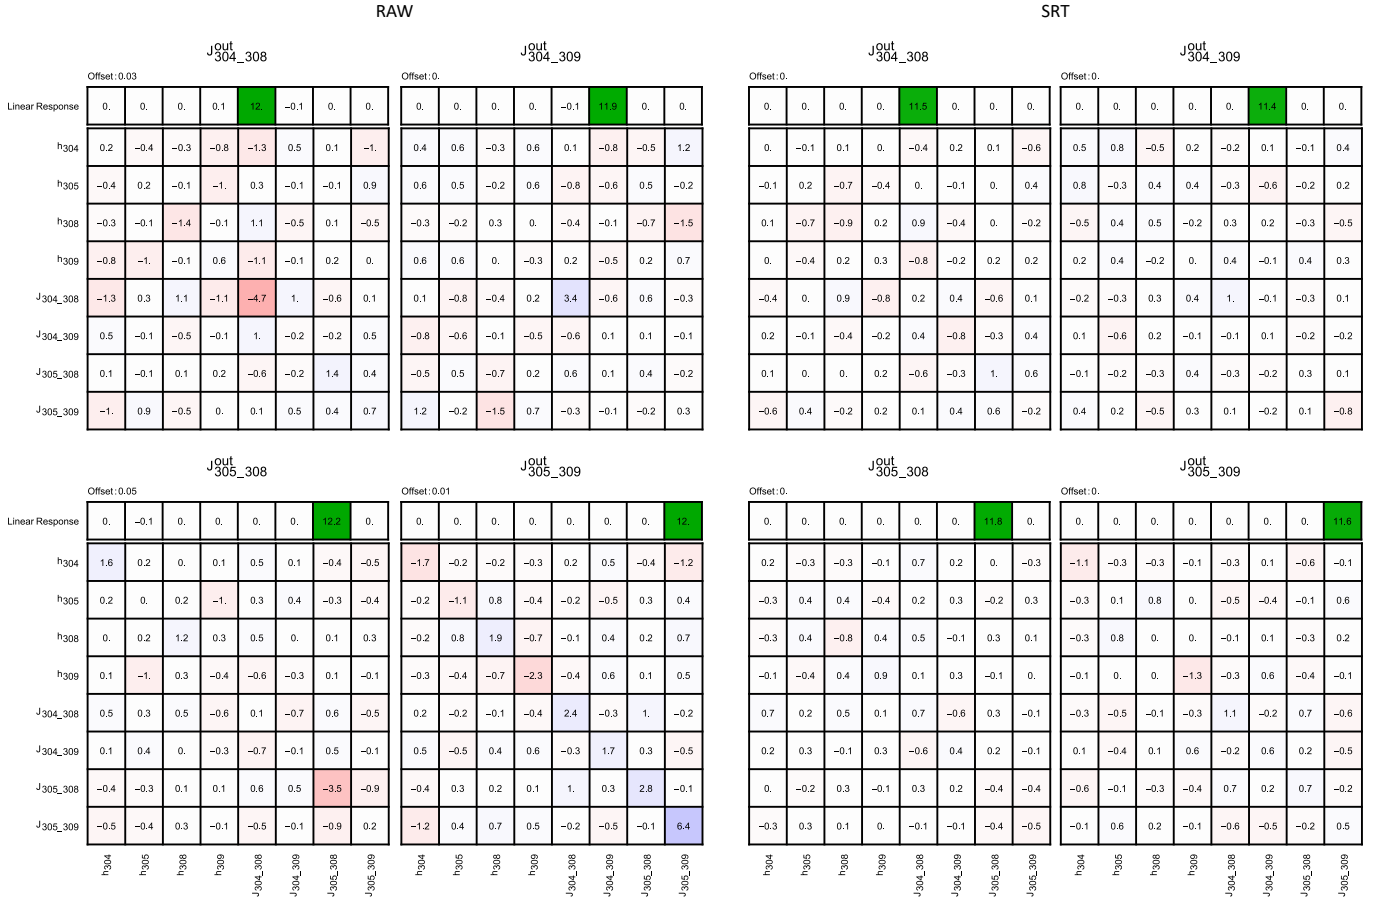 RAW SRT
J^out_304_308 J^out_304_309 J^out_304_308 J^out_304_309
Offset: 0.03 Offset: 0. Offset: 0. Offset: 0.
Linear Response 0. 0. 0. 0.1 12. −0.1 0. 0. 0. 0. 0. 0. −0.1 11.9 0. 0. 0. 0. 0. 0. 11.5 0. 0. 0. 0. 0. 0. 0. 0. 11.4 0. 0.
h304 0.2 −0.4 −0.3 −0.8 −1.3 0.5 0.1 −1. 0.4 0.6 −0.3 0.6 0.1 −0.8 −0.5 1.2 0. −0.1 0.1 0. −0.4 0.2 0.1 −0.6 0.5 0.8 −0.5 0.2 −0.2 0.1 −0.1 0.4
h305 −0.4 0.2 −0.1 −1. 0.3 −0.1 −0.1 0.9 0.6 0.5 −0.2 0.6 −0.8 −0.6 0.5 −0.2 −0.1 0.2 −0.7 −0.4 0. −0.1 0. 0.4 0.8 −0.3 0.4 0.4 −0.3 −0.6 −0.2 0.2
h308 −0.3 −0.1 −1.4 −0.1 1.1 −0.5 0.1 −0.5 −0.3 −0.2 0.3 0. −0.4 −0.1 −0.7 −1.5 0.1 −0.7 −0.9 0.2 0.9 −0.4 0. −0.2 −0.5 0.4 0.5 −0.2 0.3 0.2 −0.3 −0.5
h309 −0.8 −1. −0.1 0.6 −1.1 −0.1 0.2 0. 0.6 0.6 0. −0.3 0.2 −0.5 0.2 0.7 0. −0.4 0.2 0.3 −0.8 −0.2 0.2 0.2 0.2 0.4 −0.2 0. 0.4 −0.1 0.4 0.3
J304_308 −1.3 0.3 1.1 −1.1 −4.7 1. −0.6 0.1 0.1 −0.8 −0.4 0.2 3.4 −0.6 0.6 −0.3 −0.4 0. 0.9 −0.8 0.2 0.4 −0.6 0.1 −0.2 −0.3 0.3 0.4 1. −0.1 −0.3 0.1
J304_309 0.5 −0.1 −0.5 −0.1 1. −0.2 −0.2 0.5 −0.8 −0.6 −0.1 −0.5 −0.6 0.1 0.1 −0.1 0.2 −0.1 −0.4 −0.2 0.4 −0.8 −0.3 0.4 0.1 −0.6 0.2 −0.1 −0.1 0.1 −0.2 −0.2
J305_308 0.1 −0.1 0.1 0.2 −0.6 −0.2 1.4 0.4 −0.5 0.5 −0.7 0.2 0.6 0.1 0.4 −0.2 0.1 0. 0. 0.2 −0.6 −0.3 1. 0.6 −0.1 −0.2 −0.3 0.4 −0.3 −0.2 0.3 0.1
J305_309 −1. 0.9 −0.5 0. 0.1 0.5 0.4 0.7 1.2 −0.2 −1.5 0.7 −0.3 −0.1 −0.2 0.3 −0.6 0.4 −0.2 0.2 0.1 0.4 0.6 −0.2 0.4 0.2 −0.5 0.3 0.1 −0.2 0.1 −0.8
J^out_305_308 J^out_305_309 J^out_305_308 J^out_305_309
Offset: 0.05 Offset: 0.01 Offset: 0. Offset: 0.
Linear Response 0. −0.1 0. 0. 0. 0. 12.2 0. 0. 0. 0. 0. 0. 0. 0. 12. 0. 0. 0. 0. 0. 0. 11.8 0. 0. 0. 0. 0. 0. 0. 0. 11.6
h304 1.6 0.2 0. 0.1 0.5 0.1 −0.4 −0.5 −1.7 −0.2 −0.2 −0.3 0.2 0.5 −0.4 −1.2 0.2 −0.3 −0.3 −0.1 0.7 0.2 0. −0.3 −1.1 −0.3 −0.3 −0.1 −0.3 0.1 −0.6 −0.1
h305 0.2 0. 0.2 −1. 0.3 0.4 −0.3 −0.4 −0.2 −1.1 0.8 −0.4 −0.2 −0.5 0.3 0.4 −0.3 0.4 0.4 −0.4 0.2 0.3 −0.2 0.3 −0.3 0.1 0.8 0. −0.5 −0.4 −0.1 0.6
h308 0. 0.2 1.2 0.3 0.5 0. 0.1 0.3 −0.2 0.8 1.9 −0.7 −0.1 0.4 0.2 0.7 −0.3 0.4 −0.8 0.4 0.5 −0.1 0.3 0.1 −0.3 0.8 0. 0. −0.1 0.1 −0.3 0.2
h309 0.1 −1. 0.3 −0.4 −0.6 −0.3 0.1 −0.1 −0.3 −0.4 −0.7 −2.3 −0.4 0.6 0.1 0.5 −0.1 −0.4 0.4 0.9 0.1 0.3 −0.1 0. −0.1 0. 0. −1.3 −0.3 0.6 −0.4 −0.1
J304_308 0.5 0.3 0.5 −0.6 0.1 −0.7 0.6 −0.5 0.2 −0.2 −0.1 −0.4 2.4 −0.3 1. −0.2 0.7 0.2 0.5 0.1 0.7 −0.6 0.3 −0.1 −0.3 −0.5 −0.1 −0.3 1.1 −0.2 0.7 −0.6
J304_309 0.1 0.4 0. −0.3 −0.7 −0.1 0.5 −0.1 0.5 −0.5 0.4 0.6 −0.3 1.7 0.3 −0.5 0.2 0.3 −0.1 0.3 −0.6 0.4 0.2 −0.1 0.1 −0.4 0.1 0.6 −0.2 0.6 0.2 −0.5
J305_308 −0.4 −0.3 0.1 0.1 0.6 0.5 −3.5 −0.9 −0.4 0.3 0.2 0.1 1. 0.3 2.8 −0.1 0. −0.2 0.3 −0.1 0.3 0.2 −0.4 −0.4 −0.6 −0.1 −0.3 −0.4 0.7 0.2 0.7 −0.2
J305_309 −0.5 −0.4 0.3 −0.1 −0.5 −0.1 −0.9 0.2 −1.2 0.4 0.7 0.5 −0.2 −0.5 −0.1 6.4 −0.3 0.3 0.1 0. −0.1 −0.1 −0.4 −0.5 −0.1 0.6 0.2 −0.1 −0.6 −0.5 −0.2 0.5
h304 h305 h308 h309 J304_308 J304_309 J305_308 J305_309 h304 h305 h308 h309 J304_308 J304_309 J305_308 J305_309 h304 h305 h308 h309 J304_308 J304_309 J305_308 J305_309 h304 h305 h308 h309 J304_308 J304_309 J305_308 J305_309